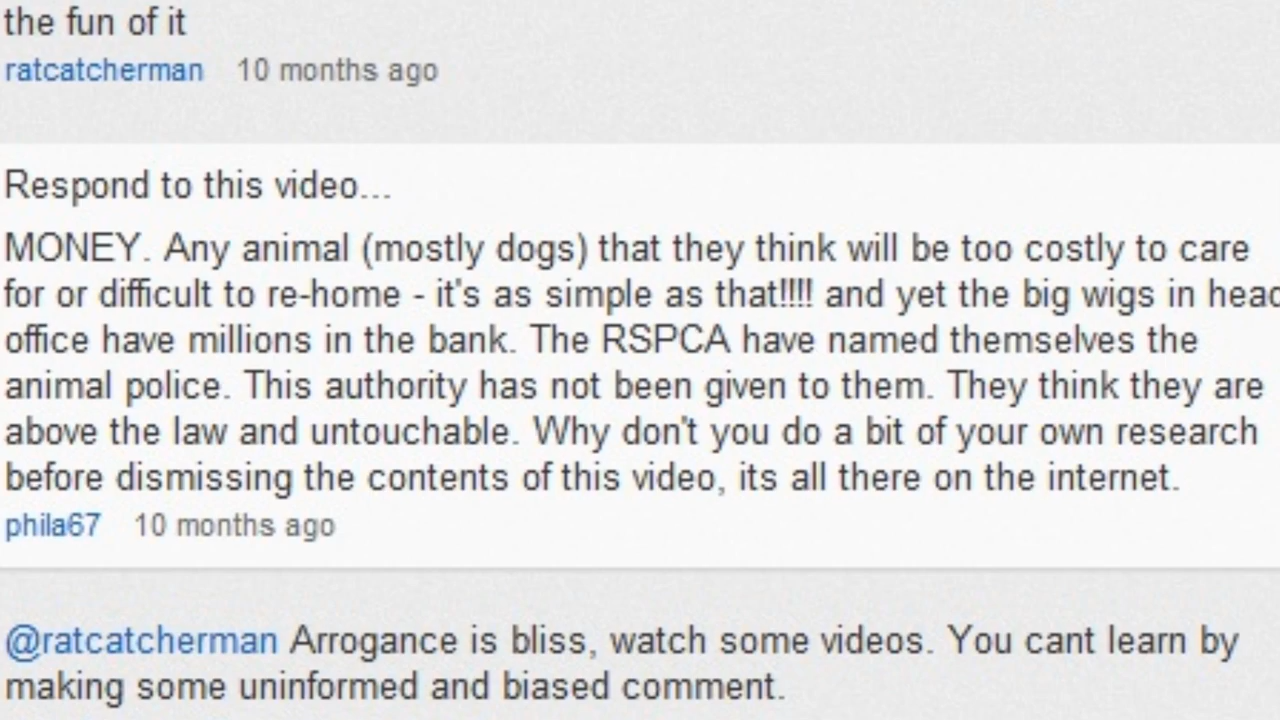 the fun of it
ratcatcherman 10 months ago
Respond to this video...
MONEY. Any animal (mostly dogs) that they think will be too costly to care
for or difficult to re-home - it's as simple as that!!!! and yet the big wigs in head
office have millions in the bank. The RSPCA have named themselves the
animal police. This authority has not been given to them. They think they are
above the law and untouchable. Why don't you do a bit of your own research
before dismissing the contents of this video, its all there on the internet.
phila67 10 months ago
@ratcatcherman Arrogance is bliss, watch some videos. You cant learn by
making some uninformed and biased comment.